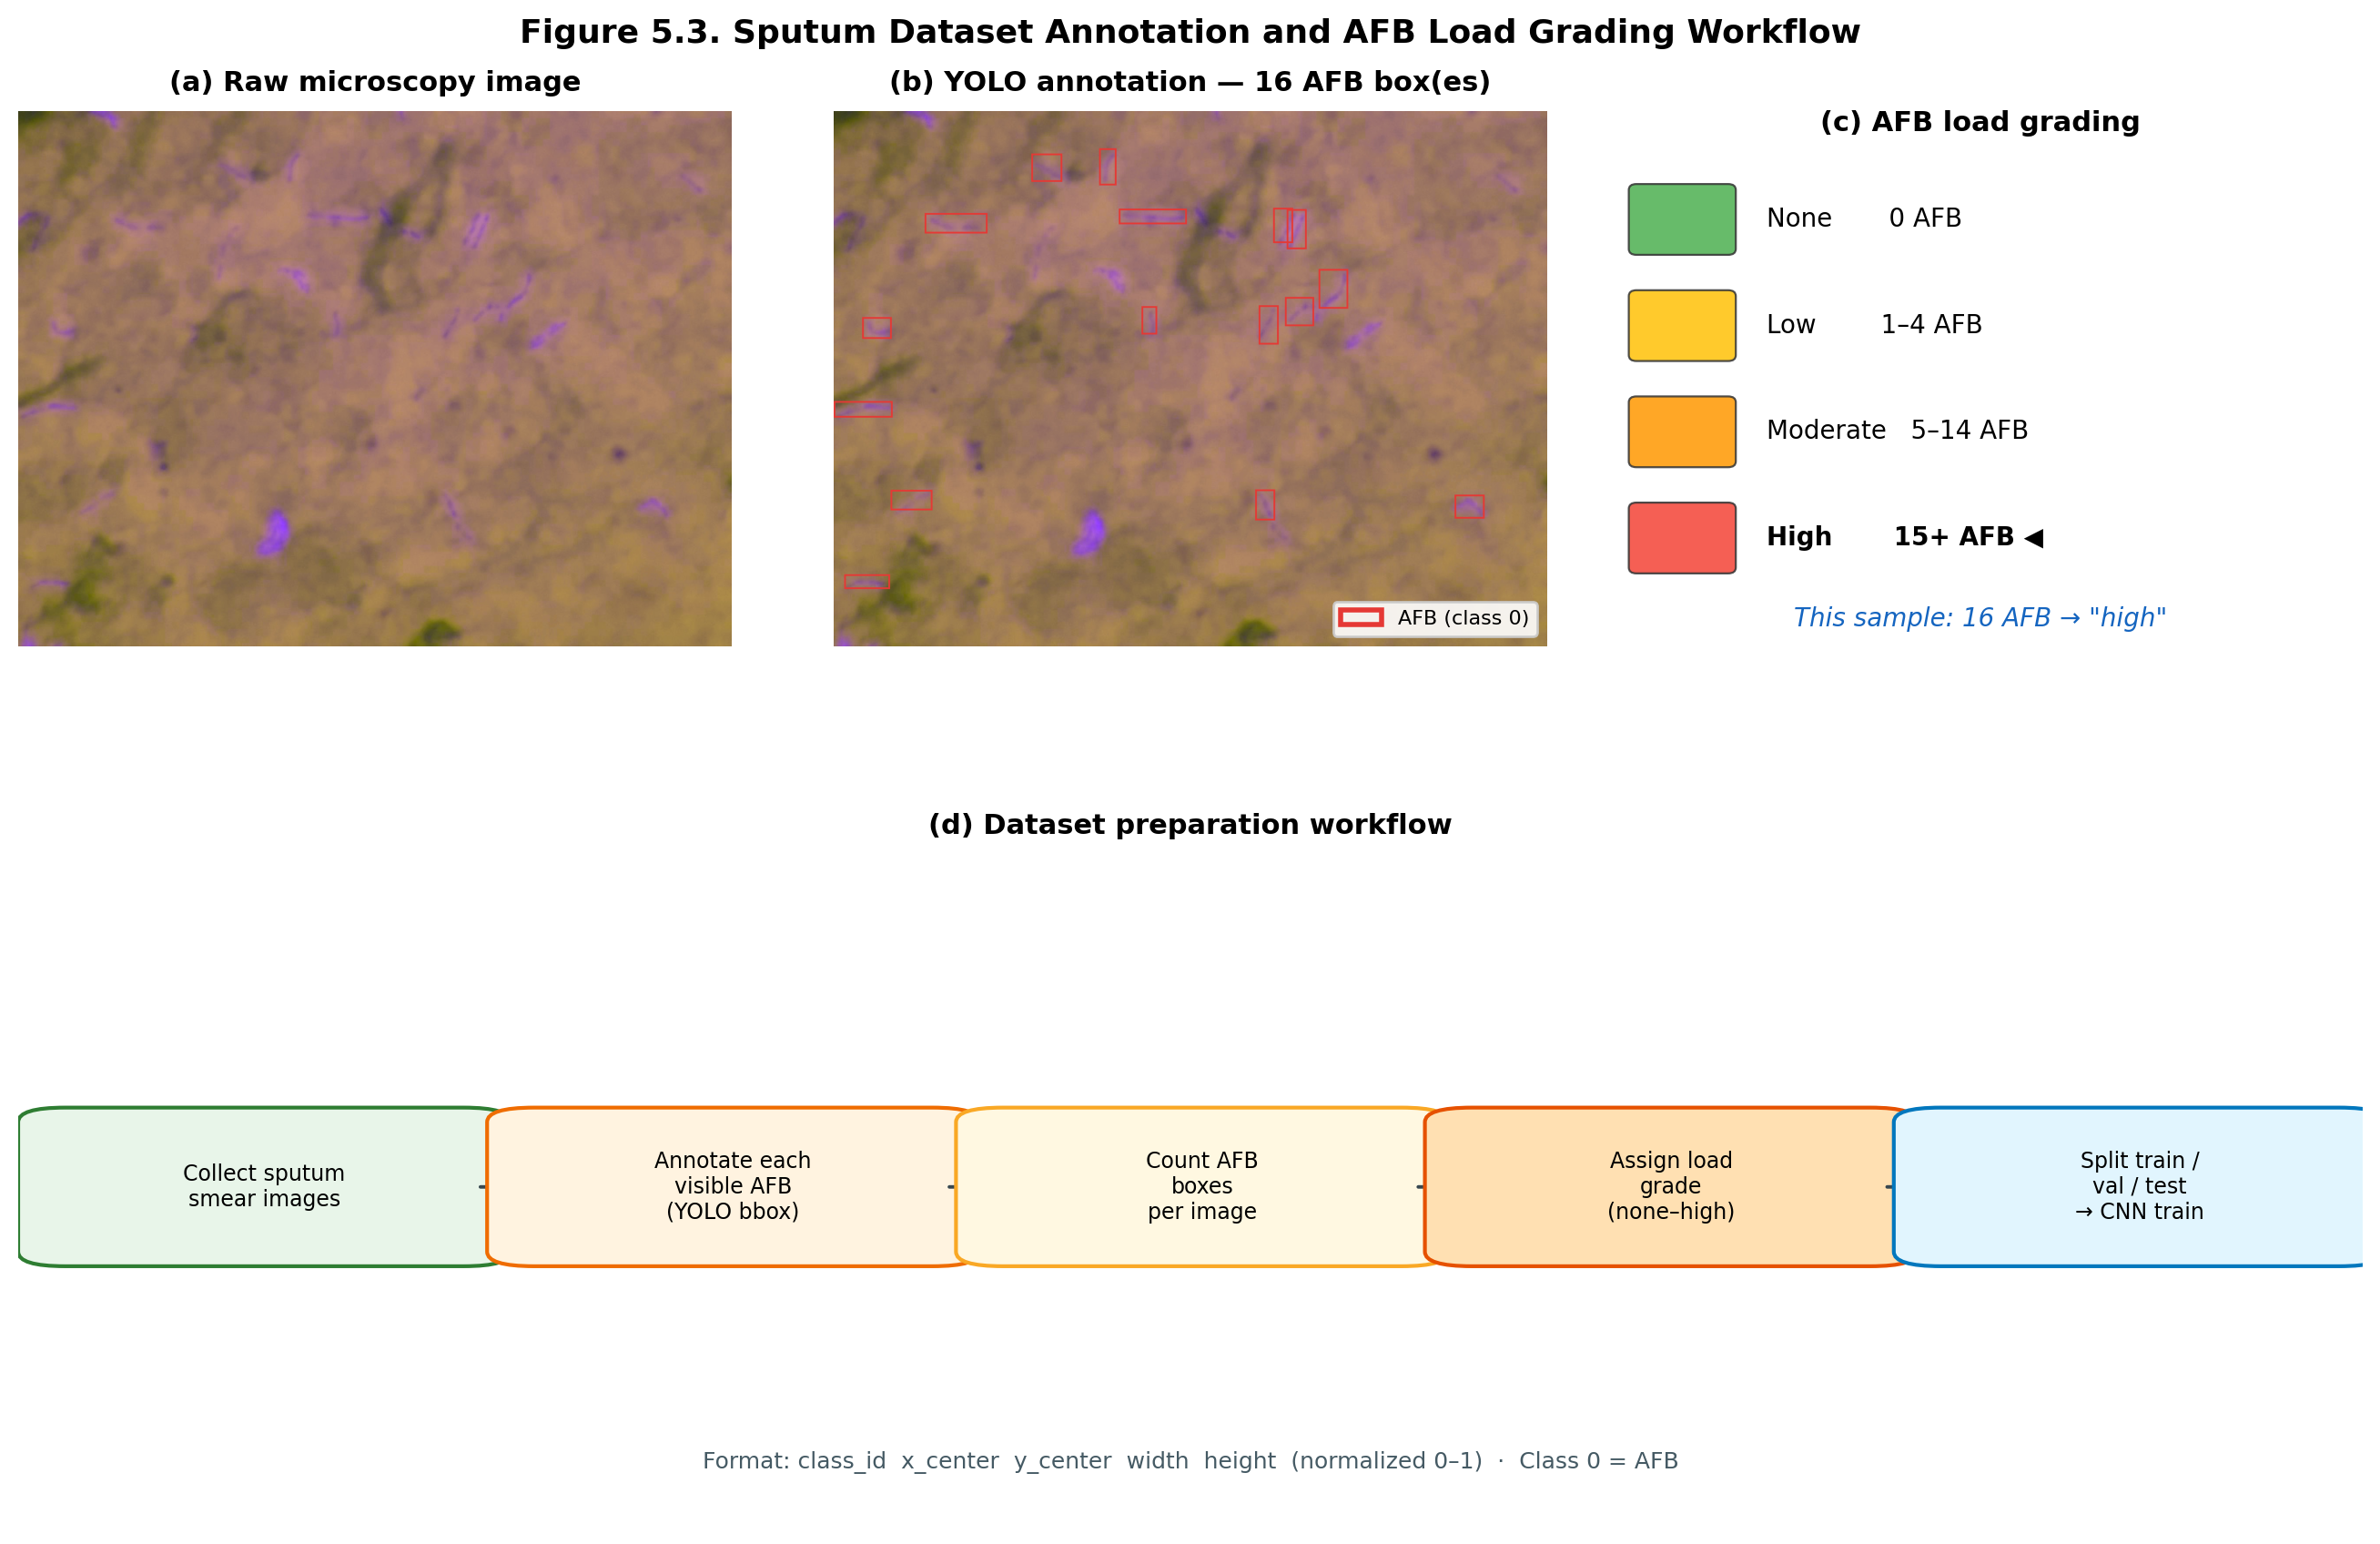 Figure 5.3. Sputum Dataset Annotation and AFB Load Grading Workflow
(a) Raw microscopy image
(b) YOLO annotation — 16 AFB box(es)
AFB (class 0)
(c) AFB load grading
None 0 AFB
Low 1–4 AFB
Moderate 5–14 AFB
High 15+ AFB ◀
This sample: 16 AFB → "high"
(d) Dataset preparation workflow
Collect sputum
smear images
Annotate each
visible AFB
(YOLO bbox)
Count AFB
boxes
per image
Assign load
grade
(none–high)
Split train /
val / test
→ CNN train
Format: class_id x_center y_center width height (normalized 0–1) · Class 0 = AFB